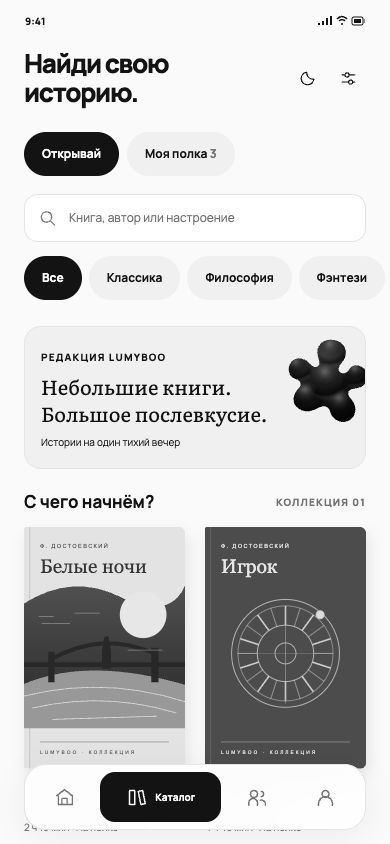 9:41
Найди свою
историю.
Открывай
Моя полка 3
Книга, автор или настроение
Все
Классика
Философия
Фэнтези
РЕДАКЦИЯ LUMYBOO
Небольшие книги.
Большое послевкусие.
Истории на один тихий вечер
С чего начнём?
КОЛЛЕКЦИЯ 01
Ф. ДОСТОЕВСКИЙ
Белые ночи
LUMYBOO · КОЛЛЕКЦИЯ
Ф. ДОСТОЕВСКИЙ
Игрок
LUMYBOO · КОЛЛЕКЦИЯ
Каталог